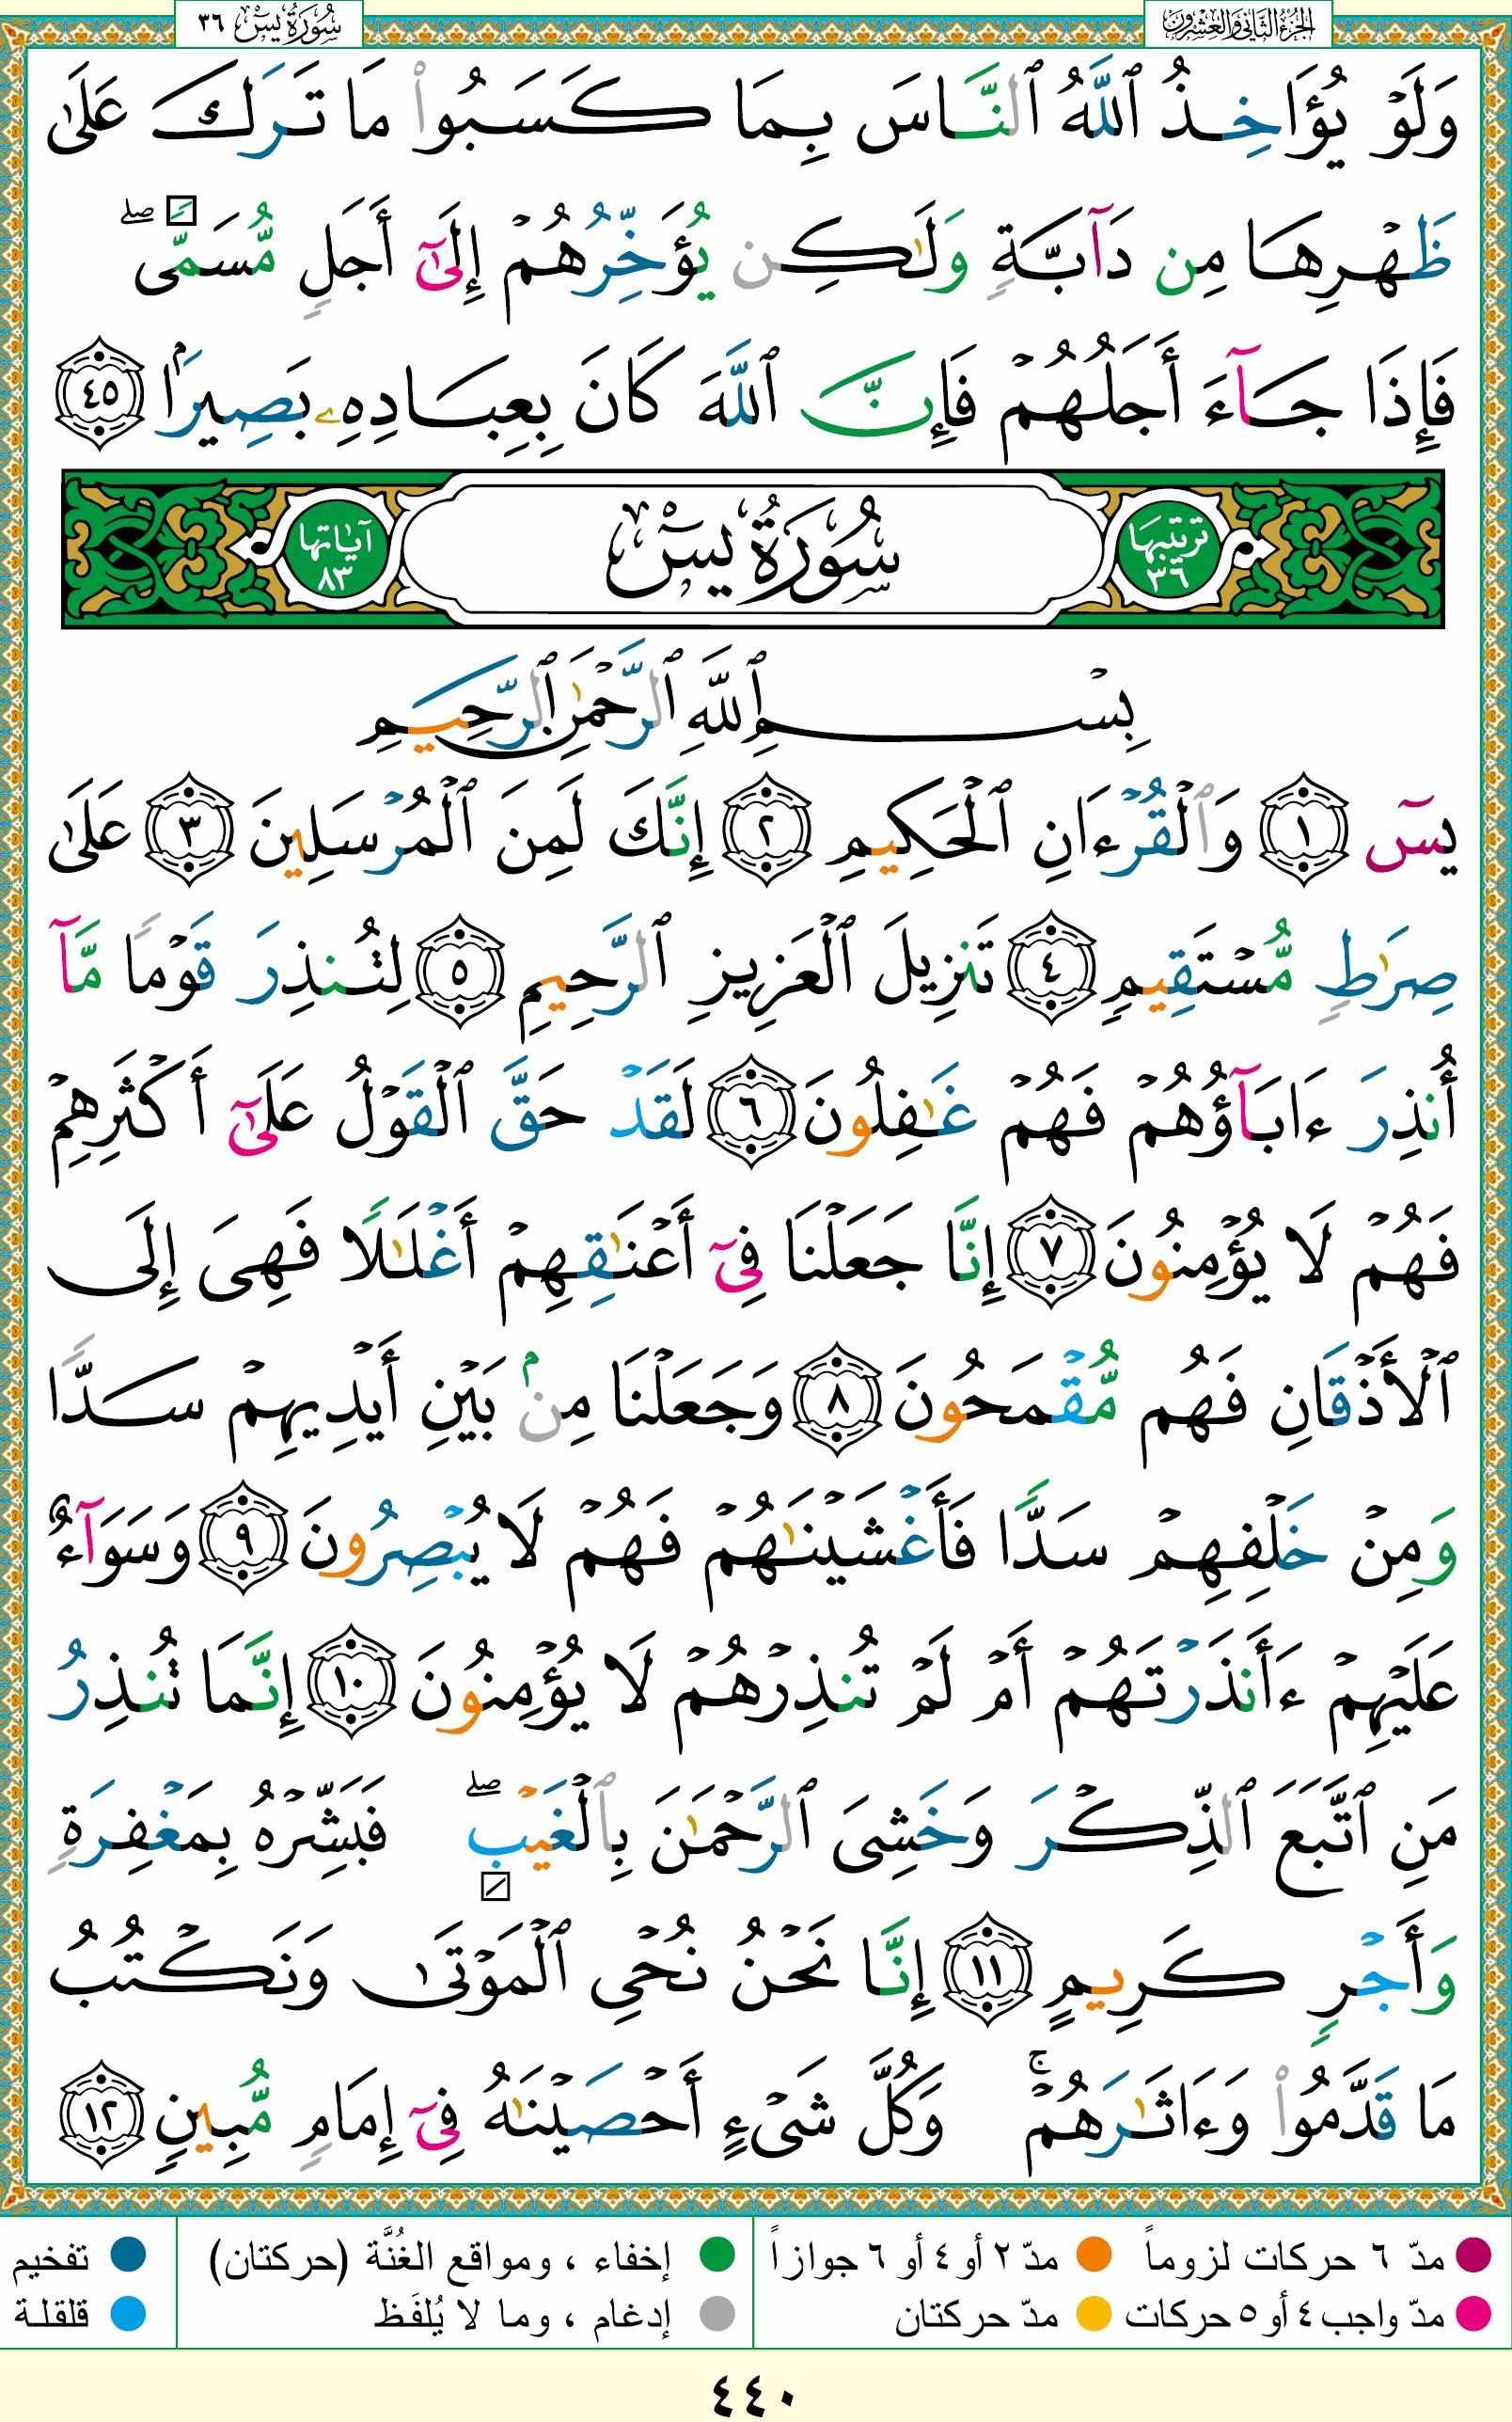 الجزء الثاني والعشرون
سورة يس ٣٦
وَلَوْ يُؤَاخِذُ ٱللَّهُ ٱلنَّاسَ بِمَا كَسَبُوا۟ مَا تَرَكَ عَلَىٰ
ظَهْرِهَا مِن دَآبَّةٍ وَلَـٰكِن يُؤَخِّرُهُمْ إِلَىٰٓ أَجَلٍ مُّسَمًّى ۖ
فَإِذَا جَآءَ أَجَلُهُمْ فَإِنَّ ٱللَّهَ كَانَ بِعِبَادِهِۦ بَصِيرًۢا ٤٥
ترتيبها ٣٦
سُورَةُ يسٓ
آياتها ٨٣
بِسْمِ ٱللَّهِ ٱلرَّحْمَـٰنِ ٱلرَّحِيمِ
يسٓ ١ وَٱلْقُرْءَانِ ٱلْحَكِيمِ ٢ إِنَّكَ لَمِنَ ٱلْمُرْسَلِينَ ٣ عَلَىٰ
صِرَٰطٍ مُّسْتَقِيمٍ ٤ تَنزِيلَ ٱلْعَزِيزِ ٱلرَّحِيمِ ٥ لِتُنذِرَ قَوْمًا مَّآ
أُنذِرَ ءَابَآؤُهُمْ فَهُمْ غَـٰفِلُونَ ٦ لَقَدْ حَقَّ ٱلْقَوْلُ عَلَىٰٓ أَكْثَرِهِمْ
فَهُمْ لَا يُؤْمِنُونَ ٧ إِنَّا جَعَلْنَا فِىٓ أَعْنَـٰقِهِمْ أَغْلَـٰلًا فَهِىَ إِلَى
ٱلْأَذْقَانِ فَهُم مُّقْمَحُونَ ٨ وَجَعَلْنَا مِنۢ بَيْنِ أَيْدِيهِمْ سَدًّا
وَمِنْ خَلْفِهِمْ سَدًّا فَأَغْشَيْنَـٰهُمْ فَهُمْ لَا يُبْصِرُونَ ٩ وَسَوَآءٌ
عَلَيْهِمْ ءَأَنذَرْتَهُمْ أَمْ لَمْ تُنذِرْهُمْ لَا يُؤْمِنُونَ ١٠ إِنَّمَا تُنذِرُ
مَنِ ٱتَّبَعَ ٱلذِّكْرَ وَخَشِىَ ٱلرَّحْمَـٰنَ بِٱلْغَيْبِ ۖ فَبَشِّرْهُ بِمَغْفِرَةٍ
وَأَجْرٍ كَرِيمٍ ١١ إِنَّا نَحْنُ نُحْىِ ٱلْمَوْتَىٰ وَنَكْتُبُ
مَا قَدَّمُوا۟ وَءَاثَـٰرَهُمْ ۚ وَكُلَّ شَىْءٍ أَحْصَيْنَـٰهُ فِىٓ إِمَامٍ مُّبِينٍ ١٢
مدّ ٦ حركات لزوماً مدّ ٢ أو ٤ أو ٦ جوازاً إخفاء ، ومواقع الغُنَّة (حركتان) تفخيم
مدّ واجب ٤ أو ٥ حركات مدّ حركتان إدغام ، وما لا يُلفَظ قلقلة
٤٤٠